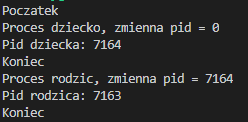 Poczatek
Proces dziecko, zmienna pid = 0
Pid dziecka: 7164
Koniec
Proces rodzic, zmienna pid = 7164
Pid rodzica: 7163
Koniec